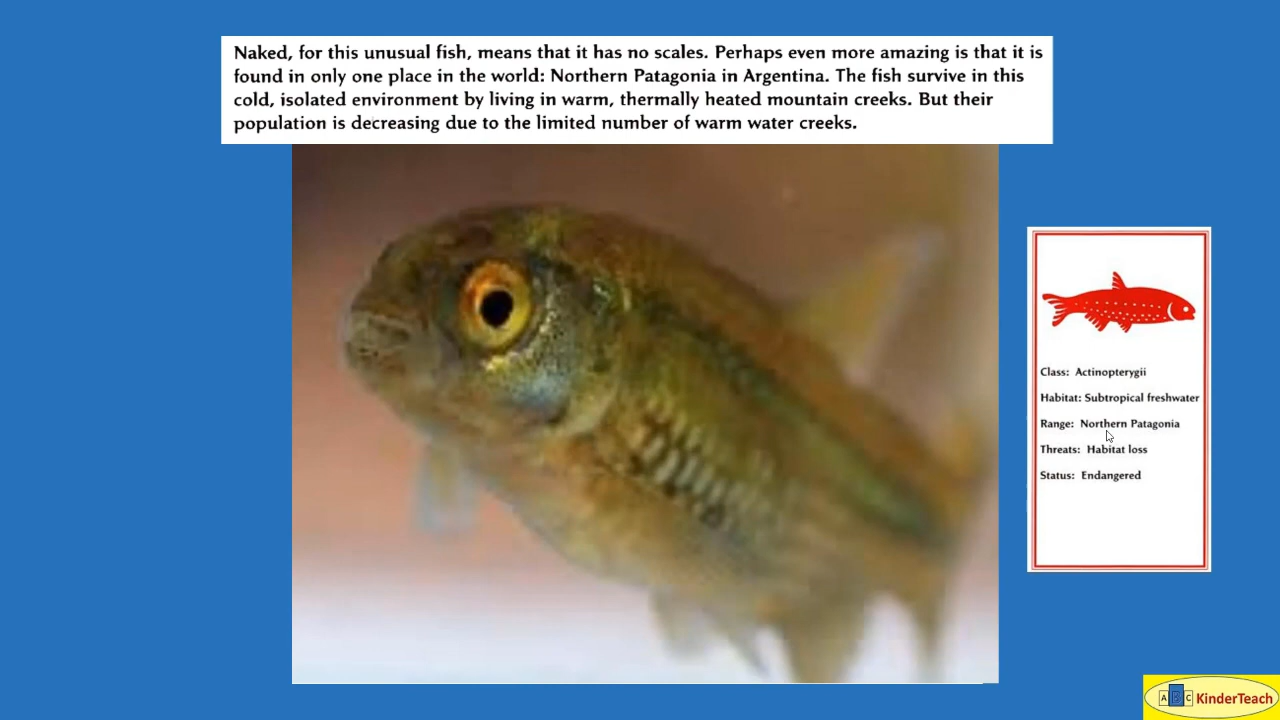 Naked, for this unusual fish, means that it has no scales. Perhaps even more amazing is that it is
found in only one place in the world: Northern Patagonia in Argentina. The fish survive in this
cold, isolated environment by living in warm, thermally heated mountain creeks. But their
population is decreasing due to the limited number of warm water creeks.
Class: Actinopterygii
Habitat: Subtropical freshwater
Range: Northern Patagonia
Threats: Habitat loss
Status: Endangered
ABC KinderTeach